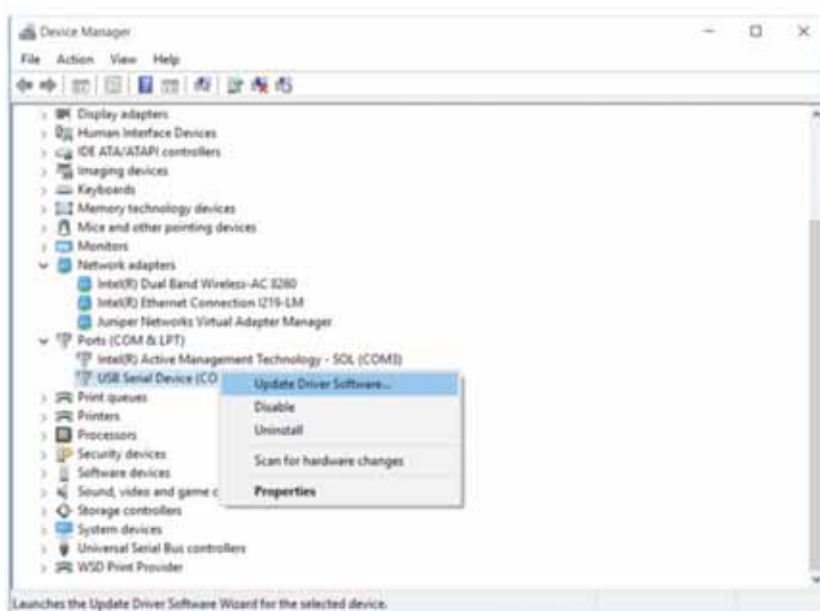 Device Manager
File Action View Help
Display adapters
Human Interface Devices
IDE ATA/ATAPI controllers
Imaging devices
Keyboards
Memory technology devices
Mice and other pointing devices
Monitors
Network adapters
Intel(R) Dual Band Wireless-AC 8260
Intel(R) Ethernet Connection I219-LM
Juniper Networks Virtual Adapter Manager
Ports (COM & LPT)
Intel(R) Active Management Technology - SOL (COM3)
USB Serial Device (CO
Update Driver Software...
Disable
Uninstall
Scan for hardware changes
Properties
Print queues
Printers
Processors
Security devices
Software devices
Sound, video and game c
Storage controllers
System devices
Universal Serial Bus controllers
WSD Print Provider
Launches the Update Driver Software Wizard for the selected device.